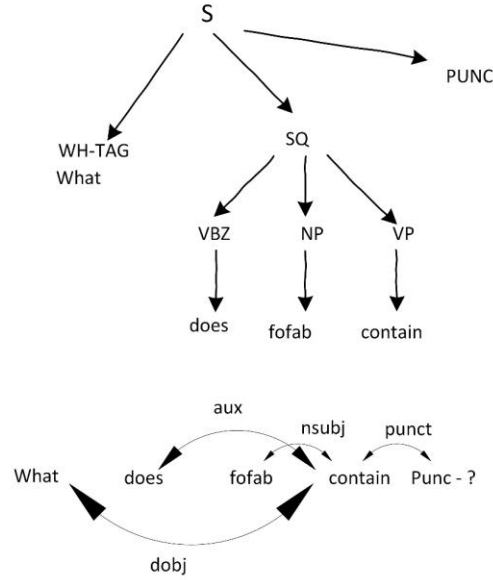 S
PUNC
WH-TAG
What
SQ
VBZ NP VP
does fofab contain
aux
nsubj punct
What does fofab contain Punc - ?
dobj